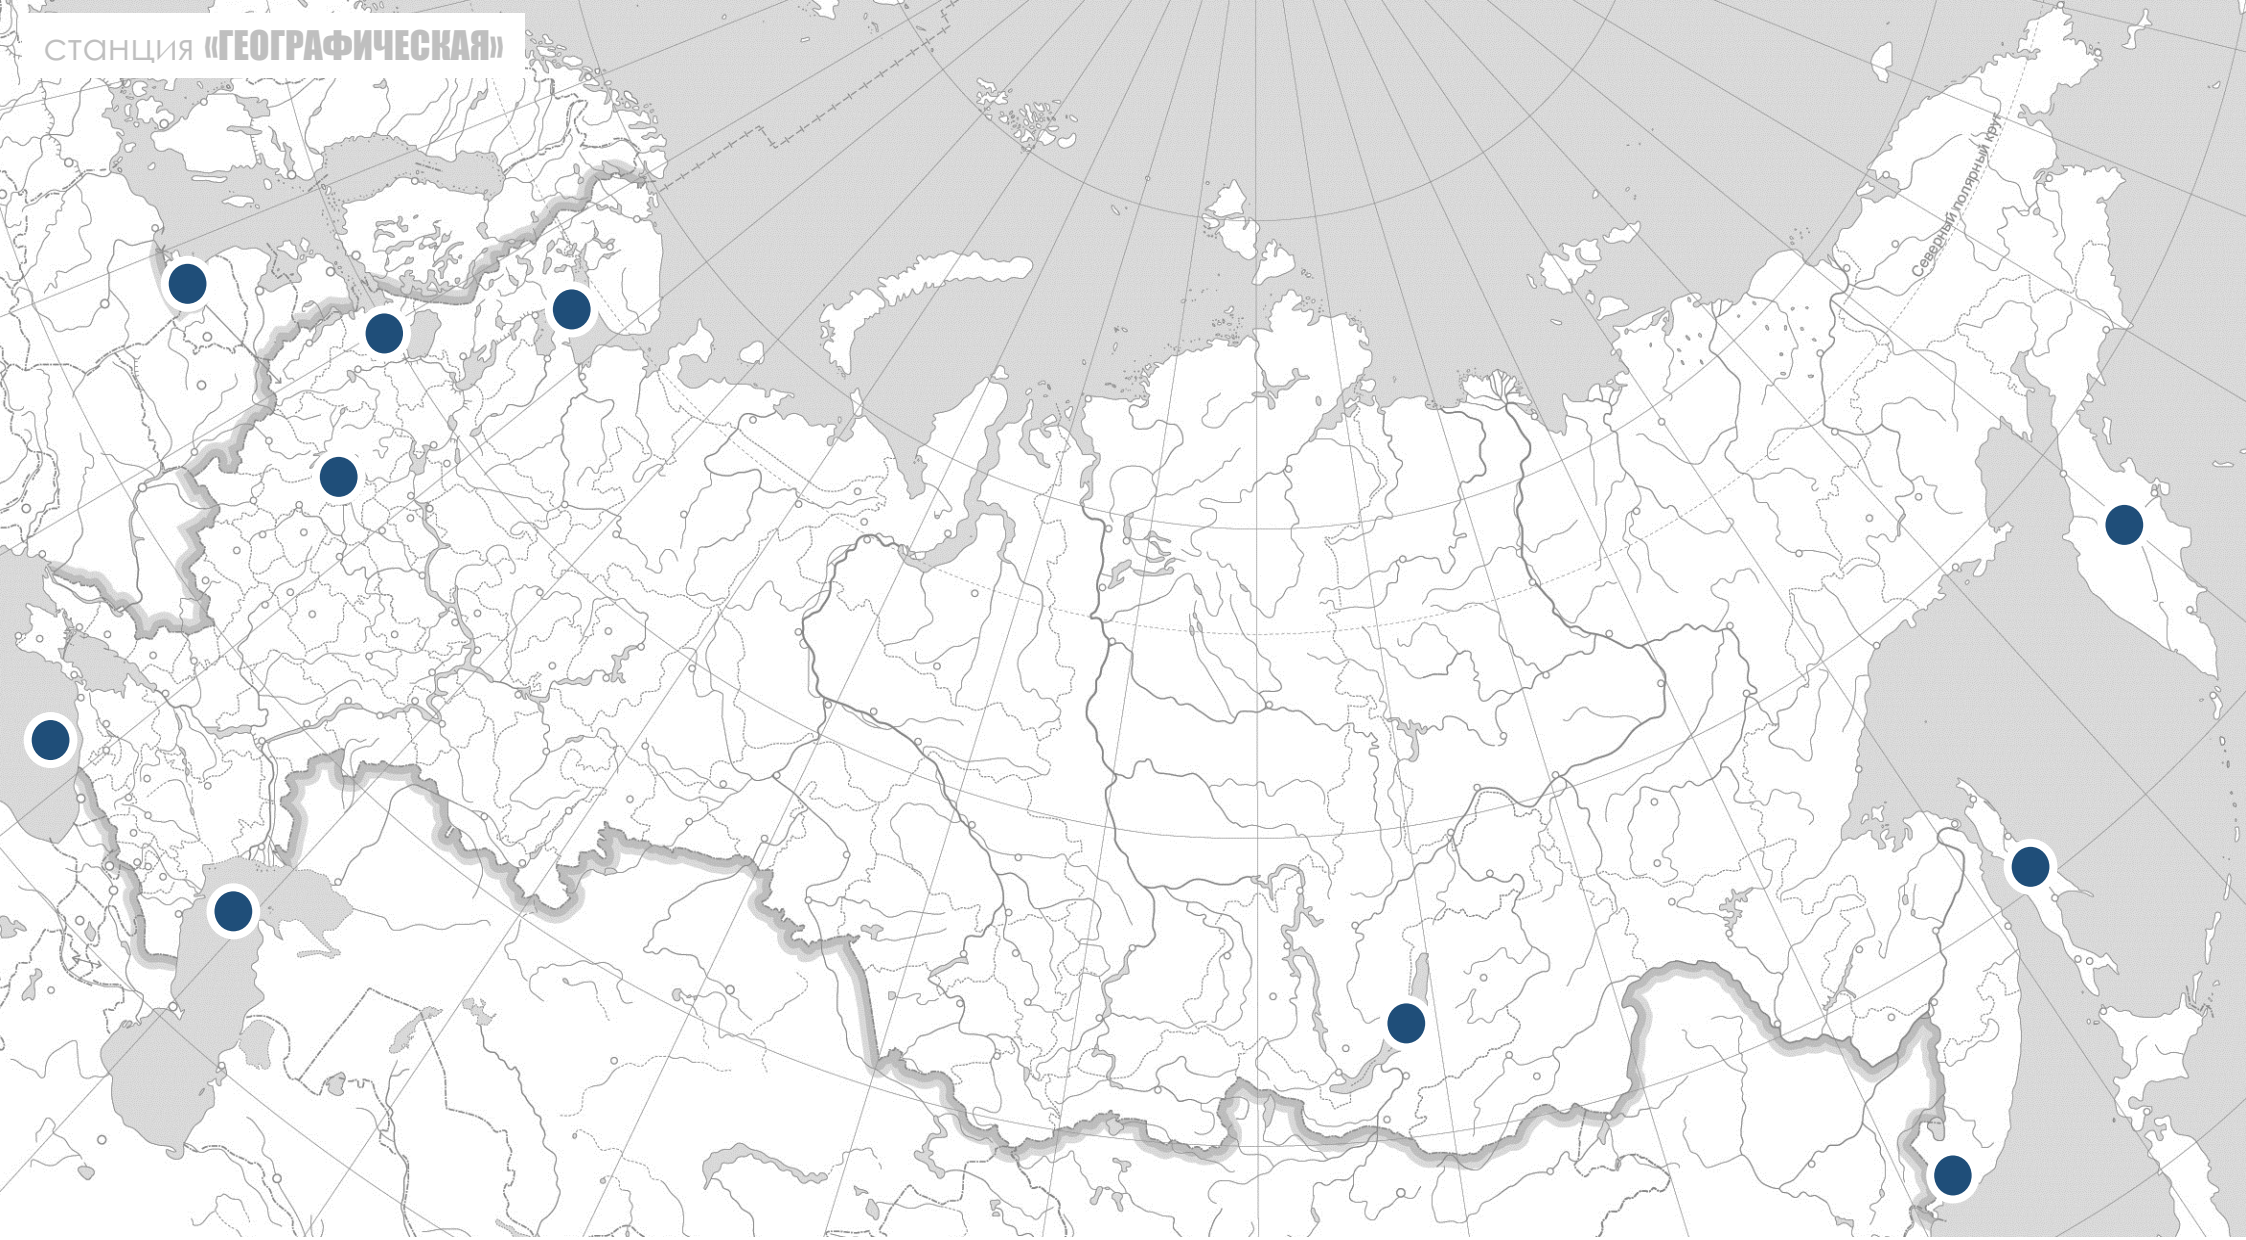 станция «ГЕОГРАФИЧЕСКАЯ»
Северный полярный круг